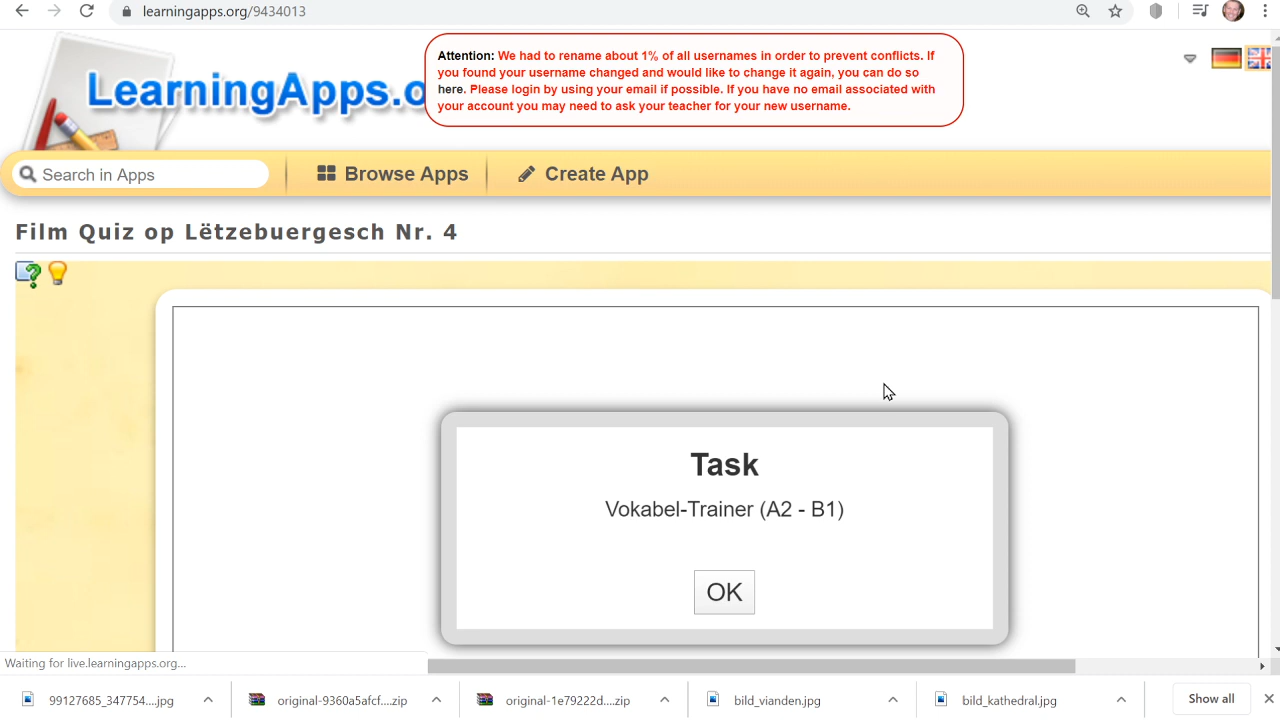 learningapps.org/9434013
LearningApps.o
Attention: We had to rename about 1% of all usernames in order to prevent conflicts. If
you found your username changed and would like to change it again, you can do so
here. Please login by using your email if possible. If you have no email associated with
your account you may need to ask your teacher for your new username.
Search in Apps
Browse Apps
Create App
Film Quiz op Lëtzebuergesch Nr. 4
Task
Vokabel-Trainer (A2 - B1)
OK
Waiting for live.learningapps.org...
99127685_347754....jpg
original-9360a5afcf....zip
original-1e79222d....zip
bild_vianden.jpg
bild_kathedral.jpg
Show all